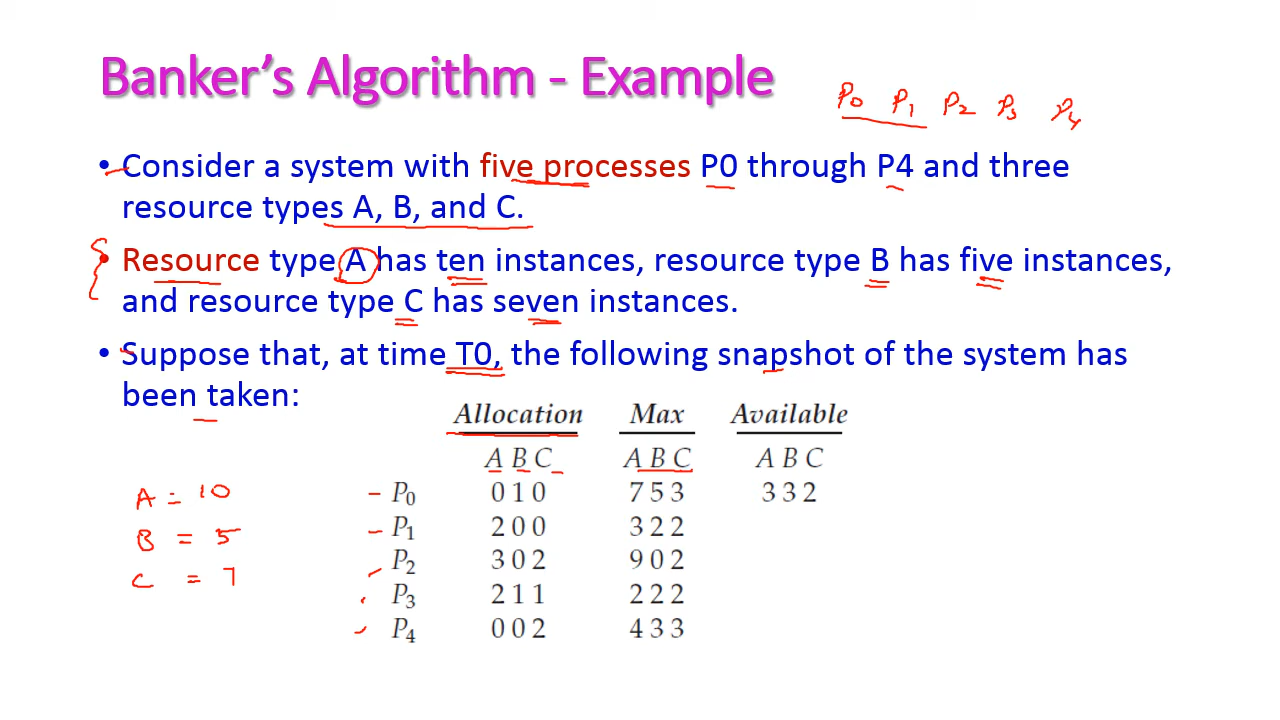 Banker's Algorithm - Example
P0 P1 P2 P3 P4
• Consider a system with five processes P0 through P4 and three
resource types A, B, and C.
• Resource type A has ten instances, resource type B has five instances,
and resource type C has seven instances.
• Suppose that, at time T0, the following snapshot of the system has
been taken:
Allocation Max Available
A B C A B C A B C
A = 10 P0 0 1 0 7 5 3 3 3 2
B = 5 P1 2 0 0 3 2 2
P2 3 0 2 9 0 2
C = 7 P3 2 1 1 2 2 2
P4 0 0 2 4 3 3